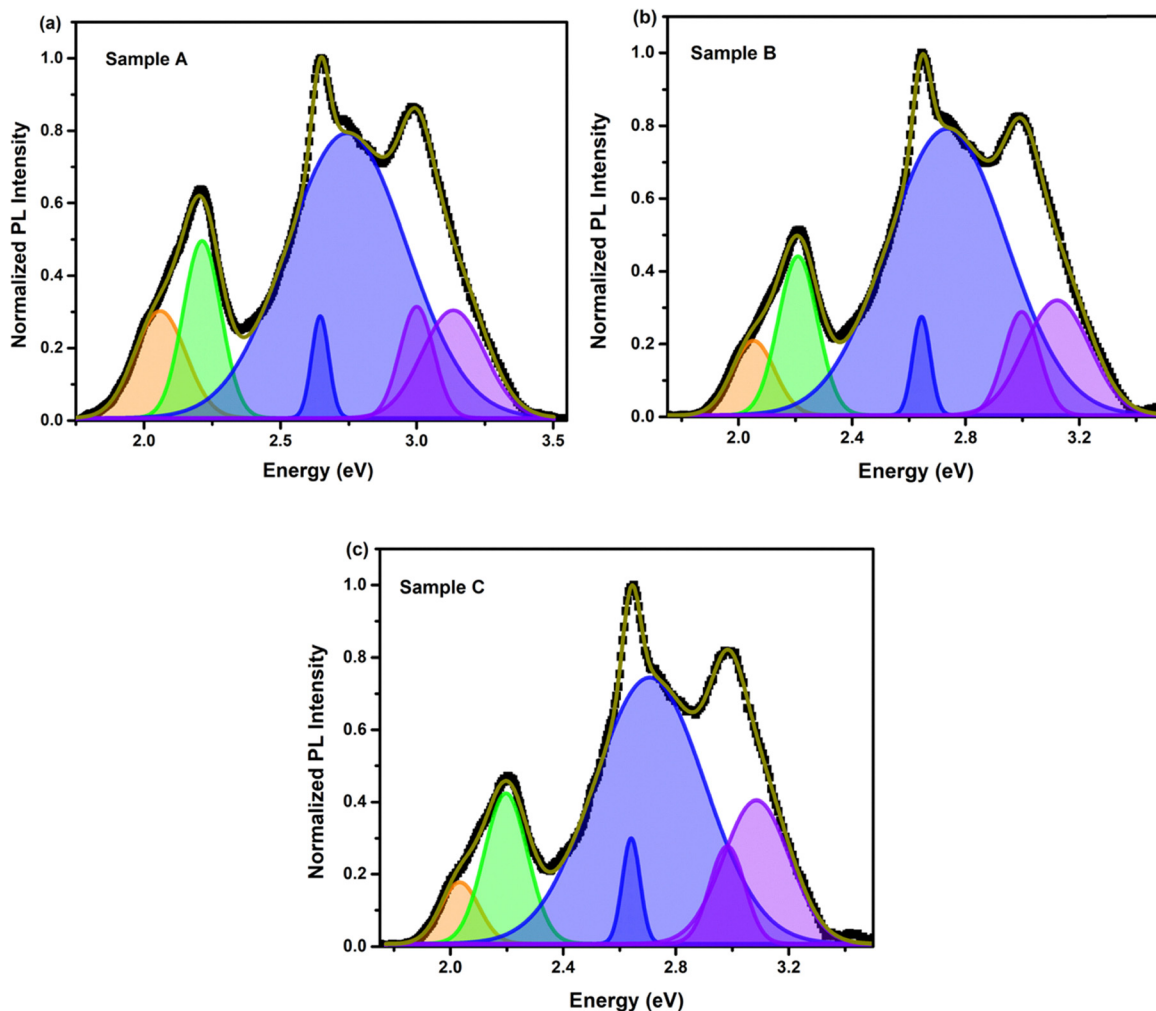 (a)
Sample A
Normalized PL Intensity
1.0
0.8
0.6
0.4
0.2
0.0
2.0 2.5 3.0 3.5
Energy (eV)
(b)
Sample B
Normalized PL Intensity
1.0
0.8
0.6
0.4
0.2
0.0
2.0 2.4 2.8 3.2
Energy (eV)
(c)
Sample C
Normalized PL Intensity
1.0
0.8
0.6
0.4
0.2
0.0
2.0 2.4 2.8 3.2
Energy (eV)